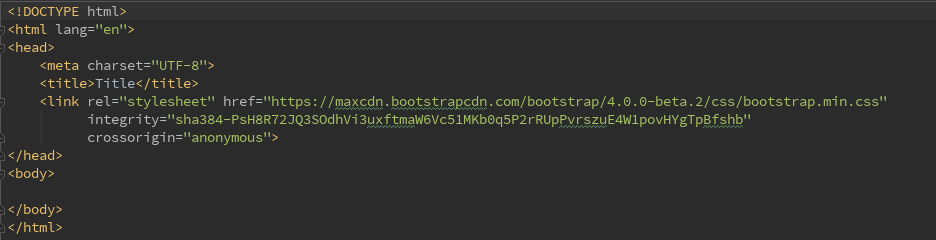 <!DOCTYPE html>
<html lang="en">
<head>
    <meta charset="UTF-8">
    <title>Title</title>
    <link rel="stylesheet" href="https://maxcdn.bootstrapcdn.com/bootstrap/4.0.0-beta.2/css/bootstrap.min.css"
          integrity="sha384-PsH8R72JQ3SOdhVi3uxftmaW6Vc51MKb0q5P2rRUpPvrszuE4W1povHYgTpBfshb"
          crossorigin="anonymous">
</head>
<body>
</body>
</html>